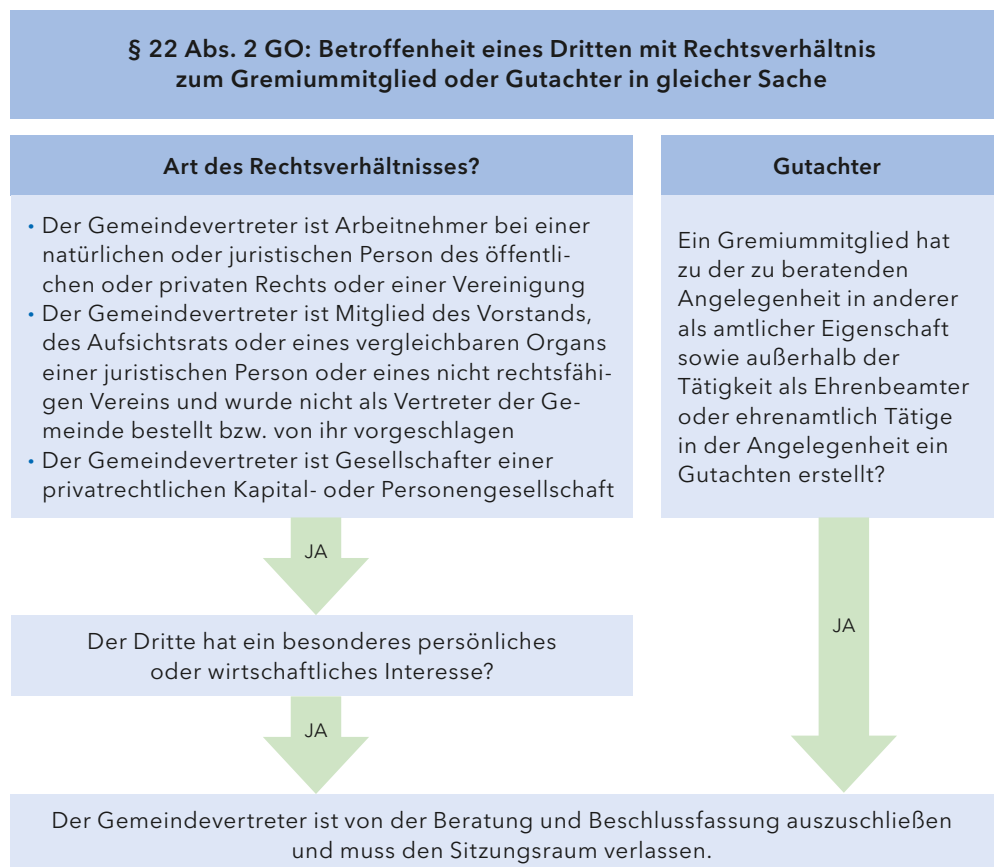 § 22 Abs. 2 GO: Betroffenheit eines Dritten mit Rechtsverhältnis
zum Gremiummitglied oder Gutachter in gleicher Sache
Art des Rechtsverhältnisses?
• Der Gemeindevertreter ist Arbeitnehmer bei einer
natürlichen oder juristischen Person des öffentli-
chen oder privaten Rechts oder einer Vereinigung
• Der Gemeindevertreter ist Mitglied des Vorstands,
des Aufsichtsrats oder eines vergleichbaren Organs
einer juristischen Person oder eines nicht rechtsfähi-
gen Vereins und wurde nicht als Vertreter der Ge-
meinde bestellt bzw. von ihr vorgeschlagen
• Der Gemeindevertreter ist Gesellschafter einer
privatrechtlichen Kapital- oder Personengesellschaft
JA
Der Dritte hat ein besonderes persönliches
oder wirtschaftliches Interesse?
JA
Gutachter
Ein Gremiummitglied hat
zu der zu beratenden
Angelegenheit in anderer
als amtlicher Eigenschaft
sowie außerhalb der
Tätigkeit als Ehrenbeamter
oder ehrenamtlich Tätige
in der Angelegenheit ein
Gutachten erstellt?
JA
Der Gemeindevertreter ist von der Beratung und Beschlussfassung auszuschließen
und muss den Sitzungsraum verlassen.